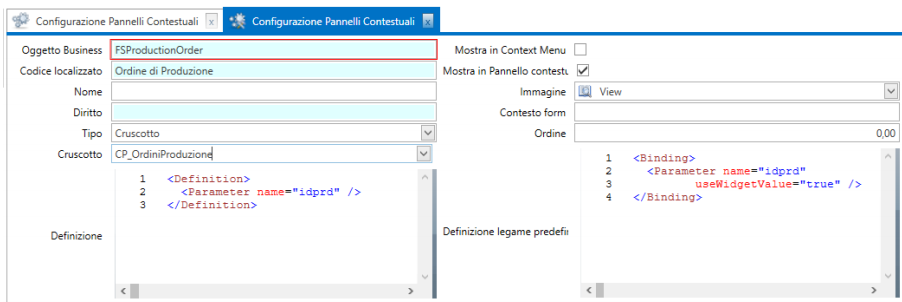 Configurazione Pannelli Contestuali x Configurazione Pannelli Contestuali x
Oggetto Business FSProductionOrder Mostra in Context Menu
Codice localizzato Ordine di Produzione Mostra in Pannello contestu
Nome Immagine View
Diritto Contesto form
Tipo Cruscotto Ordine 0,00
Cruscotto CP_OrdiniProduzione
Definizione
1 <Definition>
2 <Parameter name="idprd" />
3 </Definition>
Definizione legame predefin
1 <Binding>
2 <Parameter name="idprd"
3 useWidgetValue="true" />
4 </Binding>